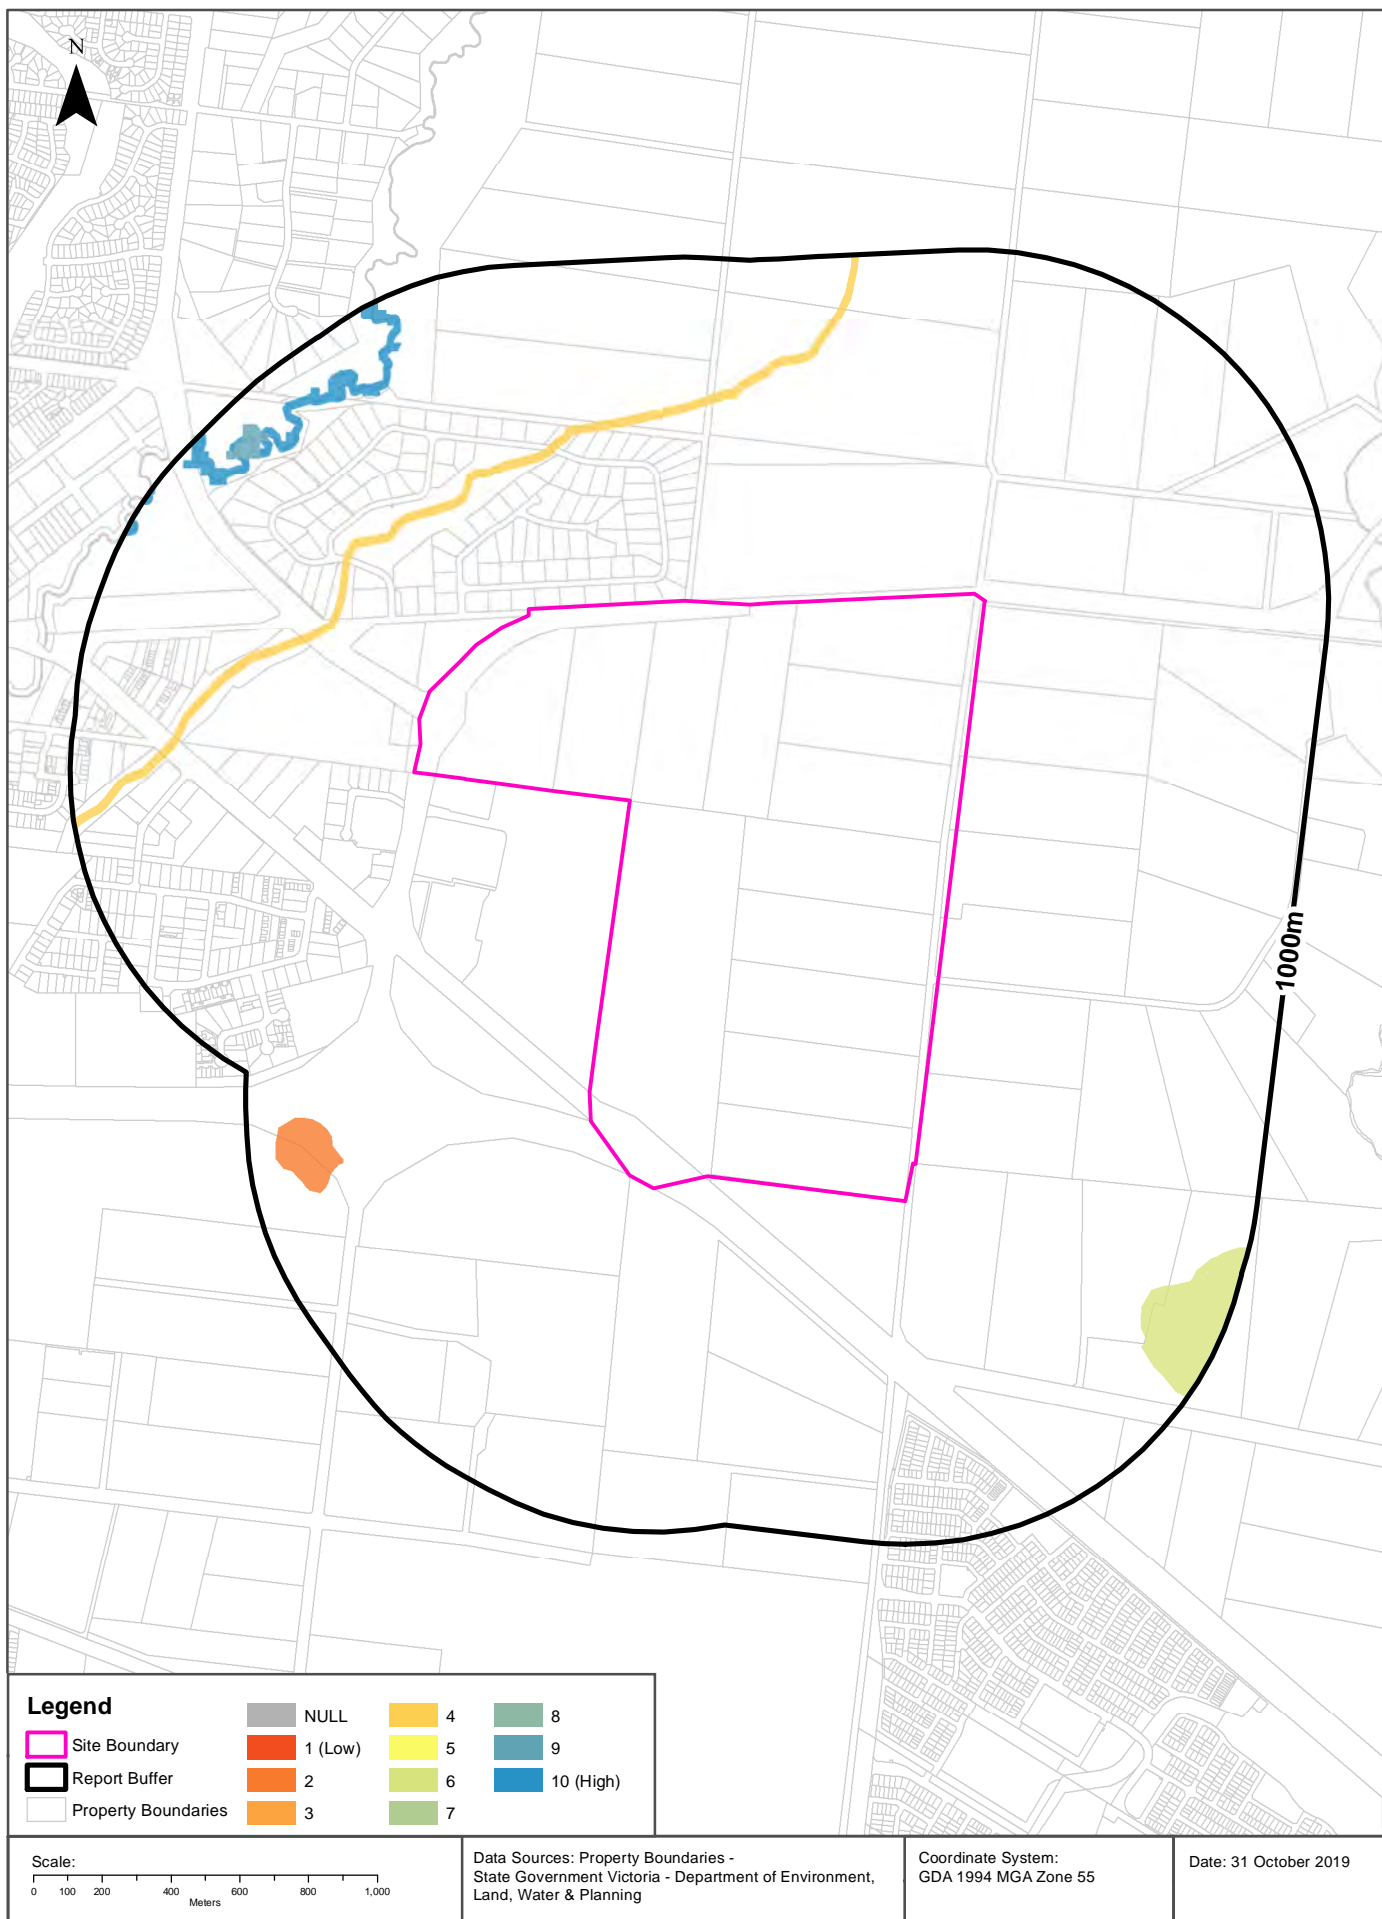 N
1000m
Legend
Site Boundary
Report Buffer
Property Boundaries
NULL
1 (Low)
2
3
4
5
6
7
8
9
10 (High)
Scale:
0 100 200 400 600 800 1,000
Meters
Data Sources: Property Boundaries -
State Government Victoria - Department of Environment,
Land, Water & Planning
Coordinate System:
GDA 1994 MGA Zone 55
Date: 31 October 2019